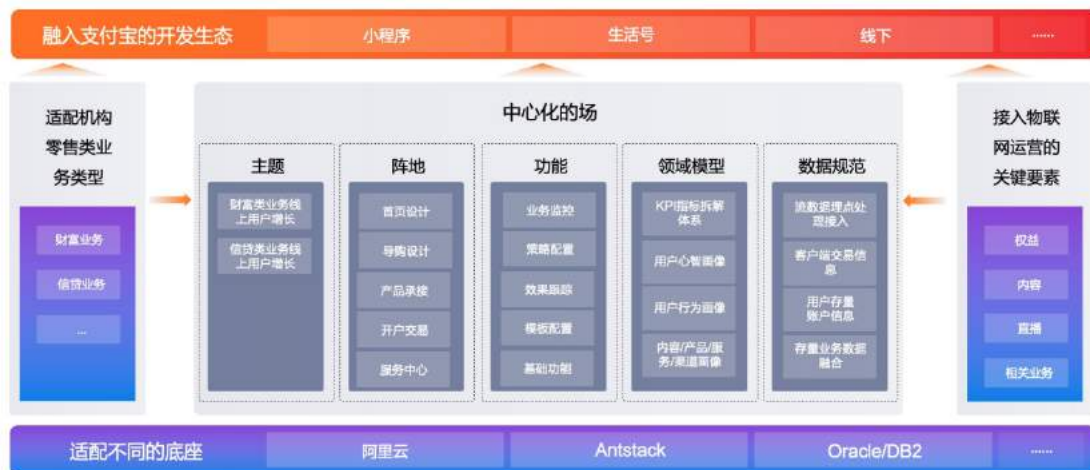 融入支付宝的开发生态
小程序
生活号
线下
......
适配机构
零售类业
务类型
财富业务
信贷业务
...
中心化的场
主题
财富类业务线
上用户增长
信贷类业务线
上用户增长
阵地
首页设计
导购设计
产品承接
开户交易
服务中心
功能
业务监控
策略配置
效果跟踪
模板配置
基础功能
领域模型
KPI指标拆解
体系
用户心智画像
用户行为画像
内容/产品/服
务/渠道画像
数据规范
流数据埋点处
理接入
客户端交易信
息
用户存量
账户信息
存量业务数据
融合
接入物联
网运营的
关键要素
权益
内容
直播
相关业务
适配不同的底座
阿里云
Antstack
Oracle/DB2
......